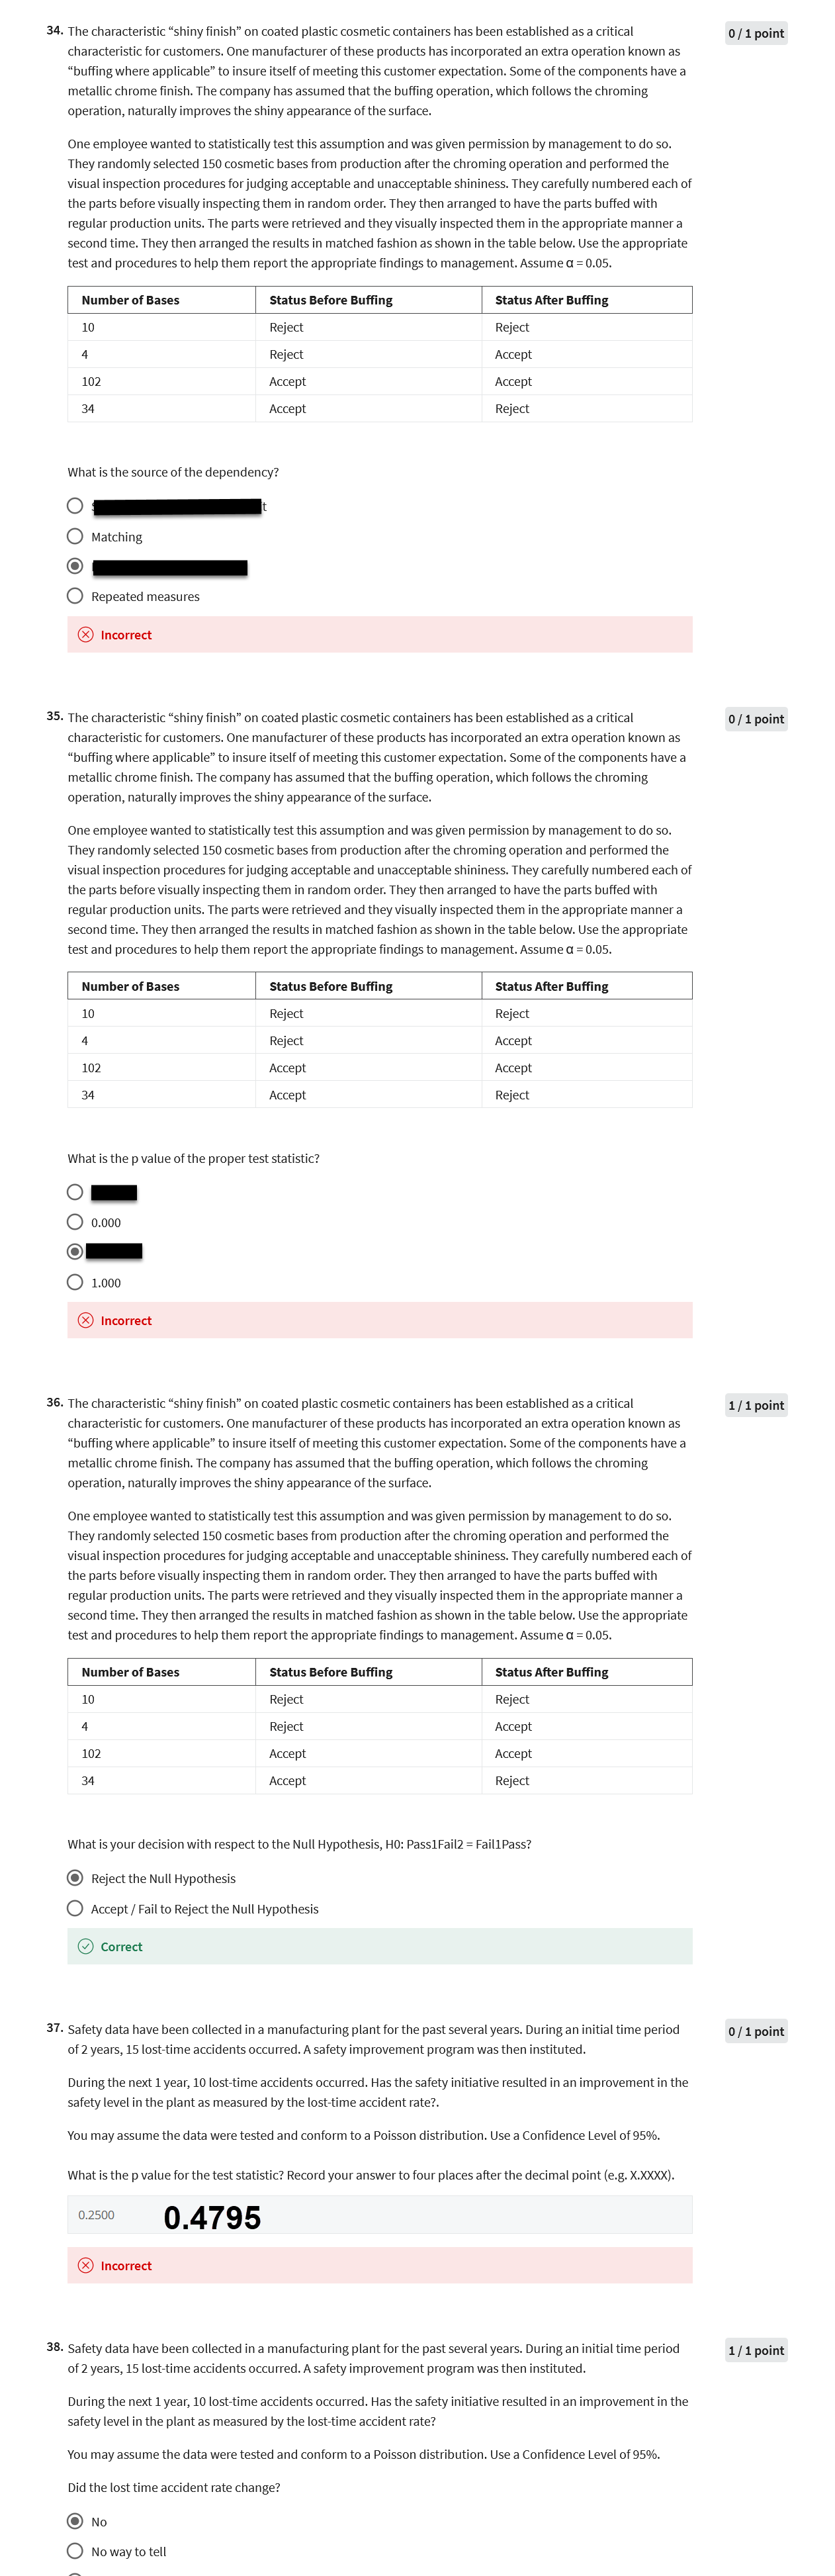 34. The characteristic “shiny finish” on coated plastic cosmetic containers has been established as a critical
characteristic for customers. One manufacturer of these products has incorporated an extra operation known as
“buffing where applicable” to insure itself of meeting this customer expectation. Some of the components have a
metallic chrome finish. The company has assumed that the buffing operation, which follows the chroming
operation, naturally improves the shiny appearance of the surface.
0 / 1 point
One employee wanted to statistically test this assumption and was given permission by management to do so.
They randomly selected 150 cosmetic bases from production after the chroming operation and performed the
visual inspection procedures for judging acceptable and unacceptable shininess. They carefully numbered each of
the parts before visually inspecting them in random order. They then arranged to have the parts buffed with
regular production units. The parts were retrieved and they visually inspected them in the appropriate manner a
second time. They then arranged the results in matched fashion as shown in the table below. Use the appropriate
test and procedures to help them report the appropriate findings to management. Assume α = 0.05.
Number of Bases Status Before Buffing Status After Buffing
10 Reject Reject
4 Reject Accept
102 Accept Accept
34 Accept Reject
What is the source of the dependency?
t
Matching
Repeated measures
Incorrect
35. The characteristic “shiny finish” on coated plastic cosmetic containers has been established as a critical
characteristic for customers. One manufacturer of these products has incorporated an extra operation known as
“buffing where applicable” to insure itself of meeting this customer expectation. Some of the components have a
metallic chrome finish. The company has assumed that the buffing operation, which follows the chroming
operation, naturally improves the shiny appearance of the surface.
0 / 1 point
One employee wanted to statistically test this assumption and was given permission by management to do so.
They randomly selected 150 cosmetic bases from production after the chroming operation and performed the
visual inspection procedures for judging acceptable and unacceptable shininess. They carefully numbered each of
the parts before visually inspecting them in random order. They then arranged to have the parts buffed with
regular production units. The parts were retrieved and they visually inspected them in the appropriate manner a
second time. They then arranged the results in matched fashion as shown in the table below. Use the appropriate
test and procedures to help them report the appropriate findings to management. Assume α = 0.05.
Number of Bases Status Before Buffing Status After Buffing
10 Reject Reject
4 Reject Accept
102 Accept Accept
34 Accept Reject
What is the p value of the proper test statistic?
0.000
1.000
Incorrect
36. The characteristic “shiny finish” on coated plastic cosmetic containers has been established as a critical
characteristic for customers. One manufacturer of these products has incorporated an extra operation known as
“buffing where applicable” to insure itself of meeting this customer expectation. Some of the components have a
metallic chrome finish. The company has assumed that the buffing operation, which follows the chroming
operation, naturally improves the shiny appearance of the surface.
1 / 1 point
One employee wanted to statistically test this assumption and was given permission by management to do so.
They randomly selected 150 cosmetic bases from production after the chroming operation and performed the
visual inspection procedures for judging acceptable and unacceptable shininess. They carefully numbered each of
the parts before visually inspecting them in random order. They then arranged to have the parts buffed with
regular production units. The parts were retrieved and they visually inspected them in the appropriate manner a
second time. They then arranged the results in matched fashion as shown in the table below. Use the appropriate
test and procedures to help them report the appropriate findings to management. Assume α = 0.05.
Number of Bases Status Before Buffing Status After Buffing
10 Reject Reject
4 Reject Accept
102 Accept Accept
34 Accept Reject
What is your decision with respect to the Null Hypothesis, H0: Pass1Fail2 = Fail1Pass?
Reject the Null Hypothesis
Accept / Fail to Reject the Null Hypothesis
Correct
37. Safety data have been collected in a manufacturing plant for the past several years. During an initial time period
of 2 years, 15 lost-time accidents occurred. A safety improvement program was then instituted.
0 / 1 point
During the next 1 year, 10 lost-time accidents occurred. Has the safety initiative resulted in an improvement in the
safety level in the plant as measured by the lost-time accident rate?.
You may assume the data were tested and conform to a Poisson distribution. Use a Confidence Level of 95%.
What is the p value for the test statistic? Record your answer to four places after the decimal point (e.g. X.XXXX).
0.2500 0.4795
Incorrect
38. Safety data have been collected in a manufacturing plant for the past several years. During an initial time period
of 2 years, 15 lost-time accidents occurred. A safety improvement program was then instituted.
1 / 1 point
During the next 1 year, 10 lost-time accidents occurred. Has the safety initiative resulted in an improvement in the
safety level in the plant as measured by the lost-time accident rate?
You may assume the data were tested and conform to a Poisson distribution. Use a Confidence Level of 95%.
Did the lost time accident rate change?
No
No way to tell